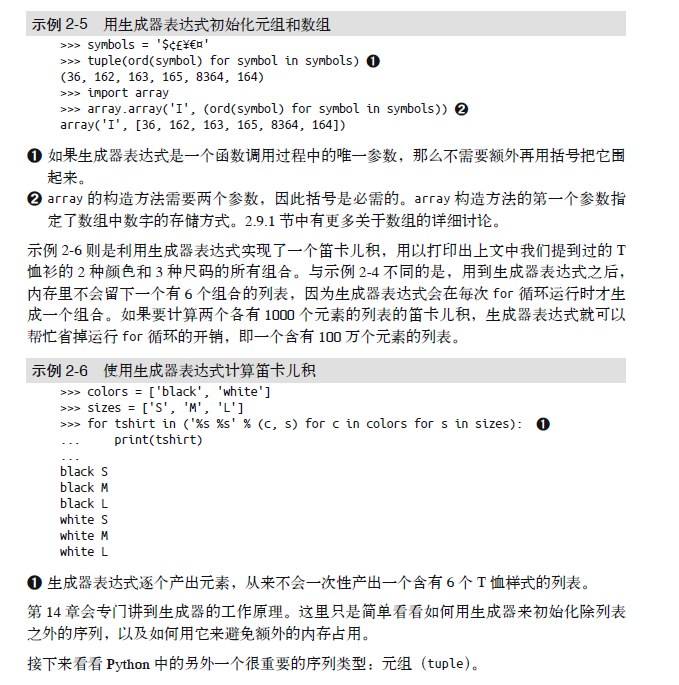 示例 2-5 用生成器表达式初始化元组和数组
>>> symbols = '$¢£¥€¤'
>>> tuple(ord(symbol) for symbol in symbols) ❶
(36, 162, 163, 165, 8364, 164)
>>> import array
>>> array.array('I', (ord(symbol) for symbol in symbols)) ❷
array('I', [36, 162, 163, 165, 8364, 164])
❶ 如果生成器表达式是一个函数调用过程中的唯一参数，那么不需要额外再用括号把它围
起来。
❷ array 的构造方法需要两个参数，因此括号是必需的。array 构造方法的第一个参数指
定了数组中数字的存储方式。2.9.1 节中有更多关于数组的详细讨论。
示例 2-6 则是利用生成器表达式实现了一个笛卡儿积，用以打印出上文中我们提到过的 T
恤衫的 2 种颜色和 3 种尺码的所有组合。与示例 2-4 不同的是，用到生成器表达式之后，
内存里不会留下一个有 6 个组合的列表，因为生成器表达式会在每次 for 循环运行时才生
成一个组合。如果要计算两个各有 1000 个元素的列表的笛卡儿积，生成器表达式就可以
帮忙省掉运行 for 循环的开销，即一个含有 100 万个元素的列表。
示例 2-6 使用生成器表达式计算笛卡儿积
>>> colors = ['black', 'white']
>>> sizes = ['S', 'M', 'L']
>>> for tshirt in ('%s %s' % (c, s) for c in colors for s in sizes): ❶
... print(tshirt)
...
black S
black M
black L
white S
white M
white L
❶ 生成器表达式逐个产出元素，从来不会一次性产出一个含有 6 个 T 恤样式的列表。
第 14 章会专门讲到生成器的工作原理。这里只是简单看看如何用生成器来初始化除列表
之外的序列，以及如何用它来避免额外的内存占用。
接下来看看 Python 中的另外一个很重要的序列类型：元组（tuple）。